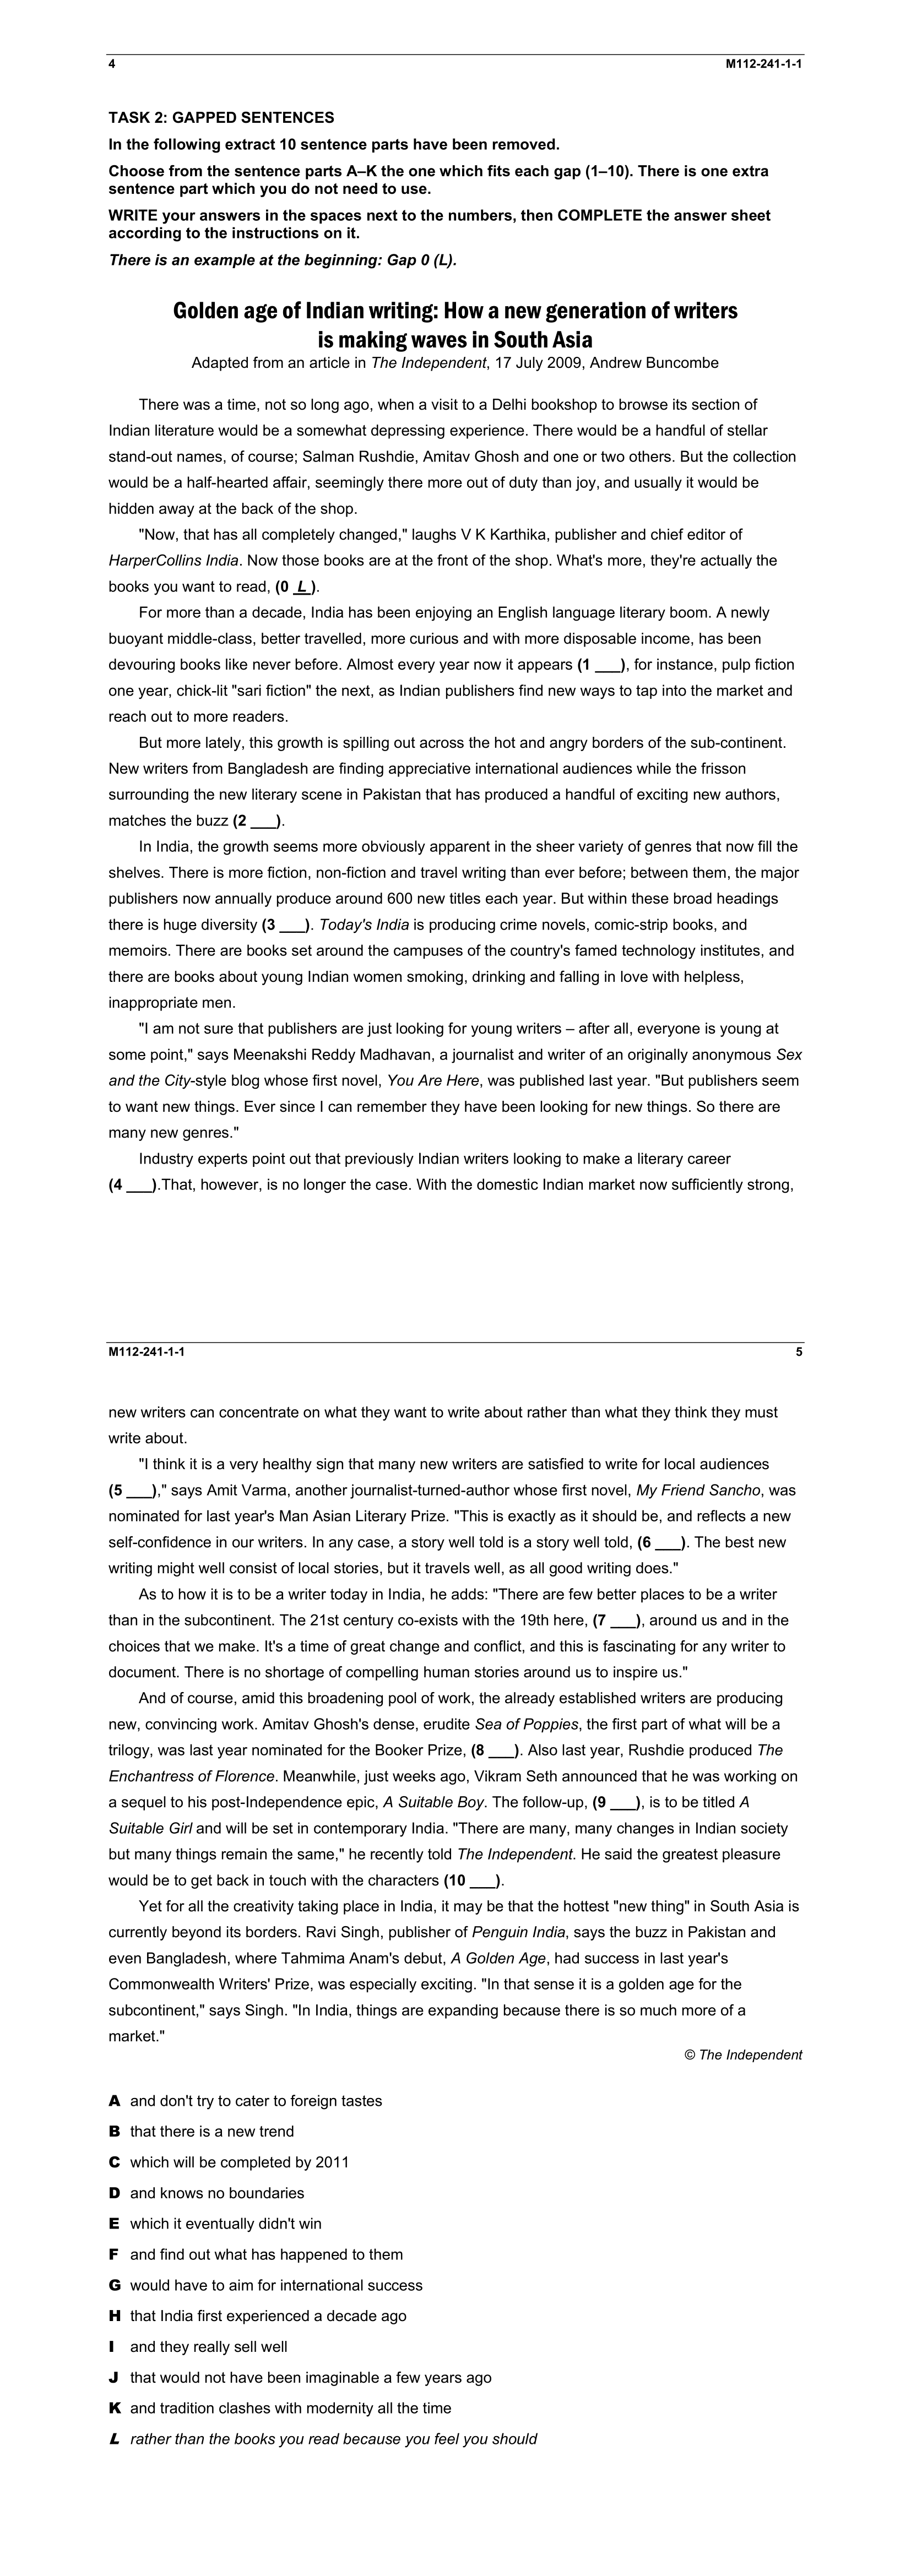 4 M112-241-1-1
TASK 2: GAPPED SENTENCES
In the following extract 10 sentence parts have been removed.
Choose from the sentence parts A–K the one which fits each gap (1–10). There is one extra
sentence part which you do not need to use.
WRITE your answers in the spaces next to the numbers, then COMPLETE the answer sheet
according to the instructions on it.
There is an example at the beginning: Gap 0 (L).
Golden age of Indian writing: How a new generation of writers
is making waves in South Asia
Adapted from an article in The Independent, 17 July 2009, Andrew Buncombe
There was a time, not so long ago, when a visit to a Delhi bookshop to browse its section of
Indian literature would be a somewhat depressing experience. There would be a handful of stellar
stand-out names, of course; Salman Rushdie, Amitav Ghosh and one or two others. But the collection
would be a half-hearted affair, seemingly there more out of duty than joy, and usually it would be
hidden away at the back of the shop.
"Now, that has all completely changed," laughs V K Karthika, publisher and chief editor of
HarperCollins India. Now those books are at the front of the shop. What's more, they're actually the
books you want to read, (0 _L_).
For more than a decade, India has been enjoying an English language literary boom. A newly
buoyant middle-class, better travelled, more curious and with more disposable income, has been
devouring books like never before. Almost every year now it appears (1 ___), for instance, pulp fiction
one year, chick-lit "sari fiction" the next, as Indian publishers find new ways to tap into the market and
reach out to more readers.
But more lately, this growth is spilling out across the hot and angry borders of the sub-continent.
New writers from Bangladesh are finding appreciative international audiences while the frisson
surrounding the new literary scene in Pakistan that has produced a handful of exciting new authors,
matches the buzz (2 ___).
In India, the growth seems more obviously apparent in the sheer variety of genres that now fill the
shelves. There is more fiction, non-fiction and travel writing than ever before; between them, the major
publishers now annually produce around 600 new titles each year. But within these broad headings
there is huge diversity (3 ___). Today's India is producing crime novels, comic-strip books, and
memoirs. There are books set around the campuses of the country's famed technology institutes, and
there are books about young Indian women smoking, drinking and falling in love with helpless,
inappropriate men.
"I am not sure that publishers are just looking for young writers – after all, everyone is young at
some point," says Meenakshi Reddy Madhavan, a journalist and writer of an originally anonymous Sex
and the City-style blog whose first novel, You Are Here, was published last year. "But publishers seem
to want new things. Ever since I can remember they have been looking for new things. So there are
many new genres."
Industry experts point out that previously Indian writers looking to make a literary career
(4 ___).That, however, is no longer the case. With the domestic Indian market now sufficiently strong,
M112-241-1-1 5
new writers can concentrate on what they want to write about rather than what they think they must
write about.
"I think it is a very healthy sign that many new writers are satisfied to write for local audiences
(5 ___)," says Amit Varma, another journalist-turned-author whose first novel, My Friend Sancho, was
nominated for last year's Man Asian Literary Prize. "This is exactly as it should be, and reflects a new
self-confidence in our writers. In any case, a story well told is a story well told, (6 ___). The best new
writing might well consist of local stories, but it travels well, as all good writing does."
As to how it is to be a writer today in India, he adds: "There are few better places to be a writer
than in the subcontinent. The 21st century co-exists with the 19th here, (7 ___), around us and in the
choices that we make. It's a time of great change and conflict, and this is fascinating for any writer to
document. There is no shortage of compelling human stories around us to inspire us."
And of course, amid this broadening pool of work, the already established writers are producing
new, convincing work. Amitav Ghosh's dense, erudite Sea of Poppies, the first part of what will be a
trilogy, was last year nominated for the Booker Prize, (8 ___). Also last year, Rushdie produced The
Enchantress of Florence. Meanwhile, just weeks ago, Vikram Seth announced that he was working on
a sequel to his post-Independence epic, A Suitable Boy. The follow-up, (9 ___), is to be titled A
Suitable Girl and will be set in contemporary India. "There are many, many changes in Indian society
but many things remain the same," he recently told The Independent. He said the greatest pleasure
would be to get back in touch with the characters (10 ___).
Yet for all the creativity taking place in India, it may be that the hottest "new thing" in South Asia is
currently beyond its borders. Ravi Singh, publisher of Penguin India, says the buzz in Pakistan and
even Bangladesh, where Tahmima Anam's debut, A Golden Age, had success in last year's
Commonwealth Writers' Prize, was especially exciting. "In that sense it is a golden age for the
subcontinent," says Singh. "In India, things are expanding because there is so much more of a
market."
© The Independent
A and don't try to cater to foreign tastes
B that there is a new trend
C which will be completed by 2011
D and knows no boundaries
E which it eventually didn't win
F and find out what has happened to them
G would have to aim for international success
H that India first experienced a decade ago
I and they really sell well
J that would not have been imaginable a few years ago
K and tradition clashes with modernity all the time
L rather than the books you read because you feel you should